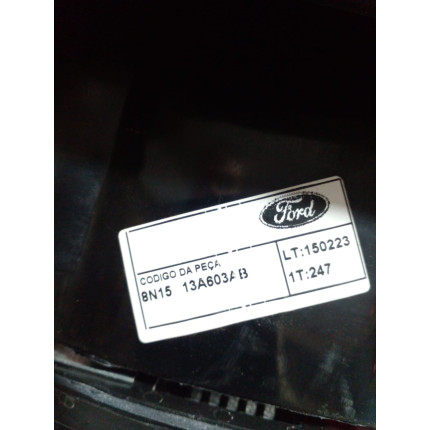 Ford
CODIGO DA PEÇA
8N15 13A603AB
LT:150223
1T:247